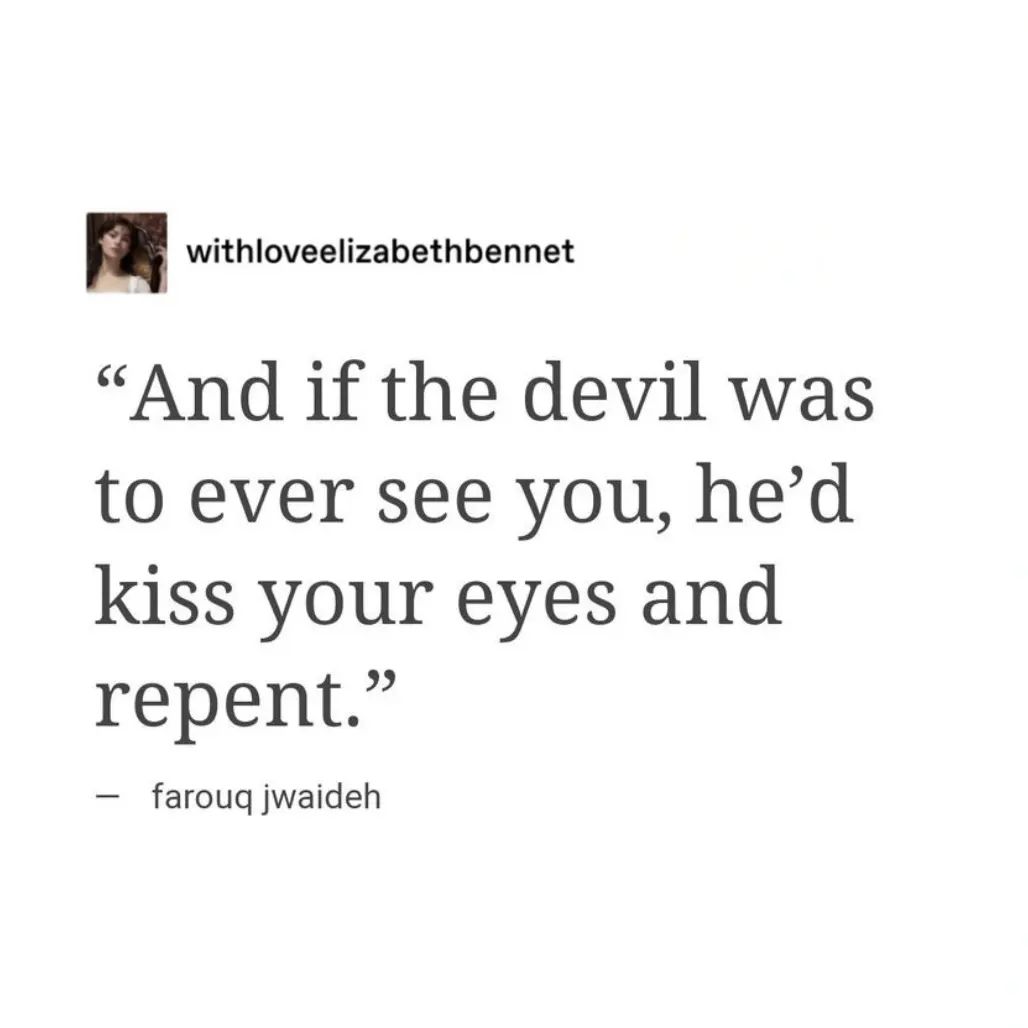 withloveelizabethbennet
“And if the devil was
to ever see you, he’d
kiss your eyes and
repent.”
— farouq jwaideh